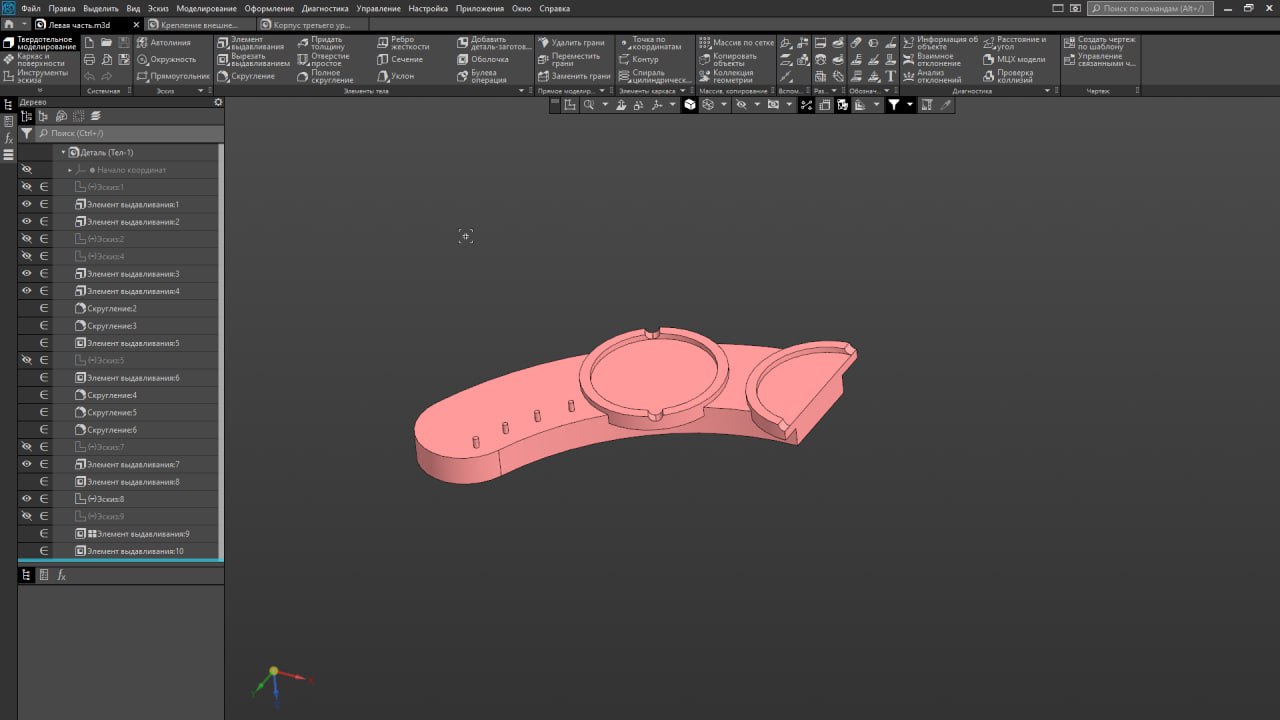 Файл Правка Выделить Вид Эскиз Моделирование Оформление Диагностика Управление Настройка Приложения Окно Справка
Поиск по командам (Alt+/)
Левая часть.m3d
Крепление внешне...
Корпус третьего ур...
Твердотельное моделирование
Каркас и поверхности
Инструменты эскиза
Системная
Автолиния
Окружность
Прямоугольник
Эскиз
Элемент выдавливания
Вырезать выдавливанием
Скругление
Придать толщину
Отверстие простое
Полное скругление
Ребро жесткости
Сечение
Уклон
Добавить деталь-заготов...
Оболочка
Булева операция
Элементы тела
Удалить грани
Переместить грани
Заменить грани
Прямое моделир...
Точка по координатам
Контур
Спираль цилиндрическ...
Элементы каркаса
Массив по сетке
Копировать объекты
Коллекция геометрии
Массив, копирование
Вспом...
Раз...
Обознач...
Информация об объекте
Взаимное отклонение
Анализ отклонений
Расстояние и угол
МЦХ модели
Проверка коллизий
Диагностика
Создать чертеж по шаблону
Управление связанными ч...
Чертеж
Дерево
Поиск (Ctrl+/)
Деталь (Тел-1)
Начало координат
(-)Эскиз:1
Элемент выдавливания:1
Элемент выдавливания:2
(-)Эскиз:2
(-)Эскиз:4
Элемент выдавливания:3
Элемент выдавливания:4
Скругление:2
Скругление:3
Элемент выдавливания:5
(-)Эскиз:5
Элемент выдавливания:6
Скругление:4
Скругление:5
Скругление:6
(-)Эскиз:7
Элемент выдавливания:7
Элемент выдавливания:8
(-)Эскиз:8
(-)Эскиз:9
Элемент выдавливания:9
Элемент выдавливания:10